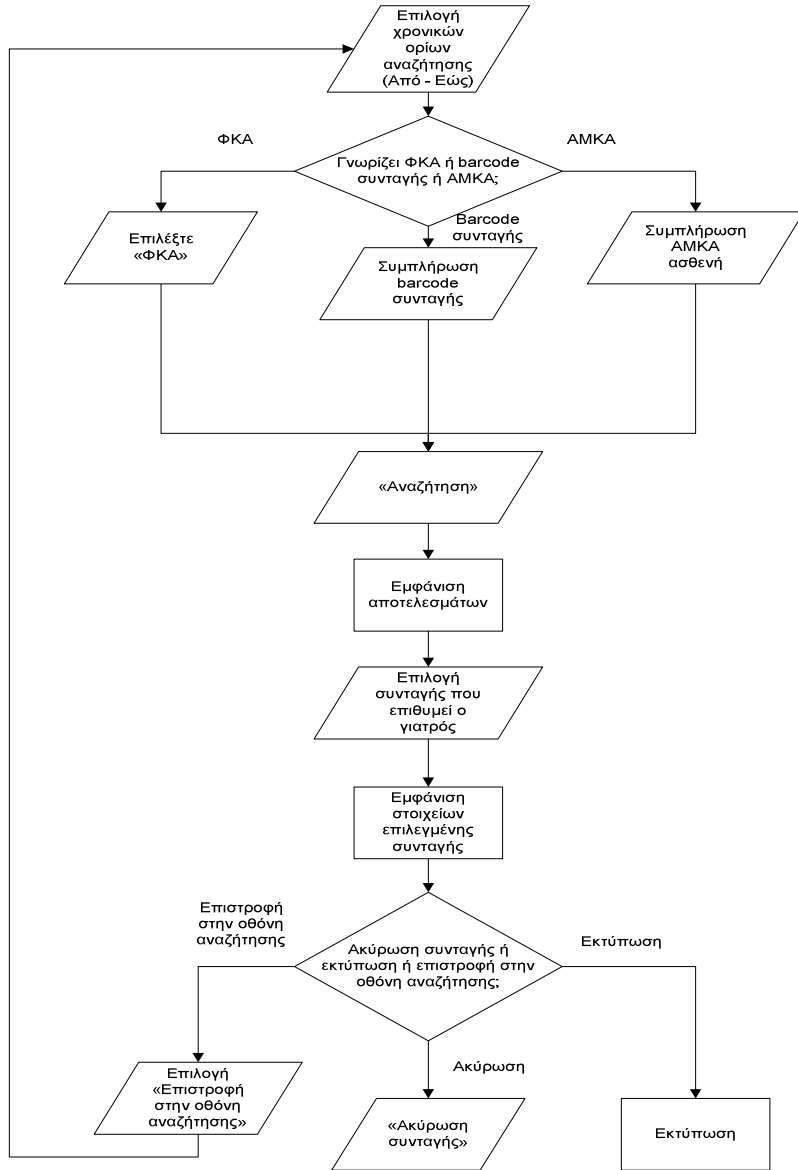 Επιλογή
χρονικών
ορίων
αναζήτησης
(Από - Εώς)
ΦΚΑ
ΑΜΚΑ
Γνωρίζει ΦΚΑ ή barcode
συνταγής ή ΑΜΚΑ;
Barcode
συνταγής
Επιλέξτε
«ΦΚΑ»
Συμπλήρωση
barcode
συνταγής
Συμπλήρωση
ΑΜΚΑ
ασθενή
«Αναζήτηση»
Εμφάνιση
αποτελεσμάτων
Επιλογή
συνταγής που
επιθυμεί ο
γιατρός
Εμφάνιση
στοιχείων
επιλεγμένης
συνταγής
Επιστροφή
στην οθόνη
αναζήτησης
Ακύρωση συνταγής ή
εκτύπωση ή επιστροφή στην
οθόνη αναζήτησης;
Εκτύπωση
Ακύρωση
Επιλογή
«Επιστροφή
στην οθόνη
αναζήτησης»
«Ακύρωση
συνταγής»
Εκτύπωση